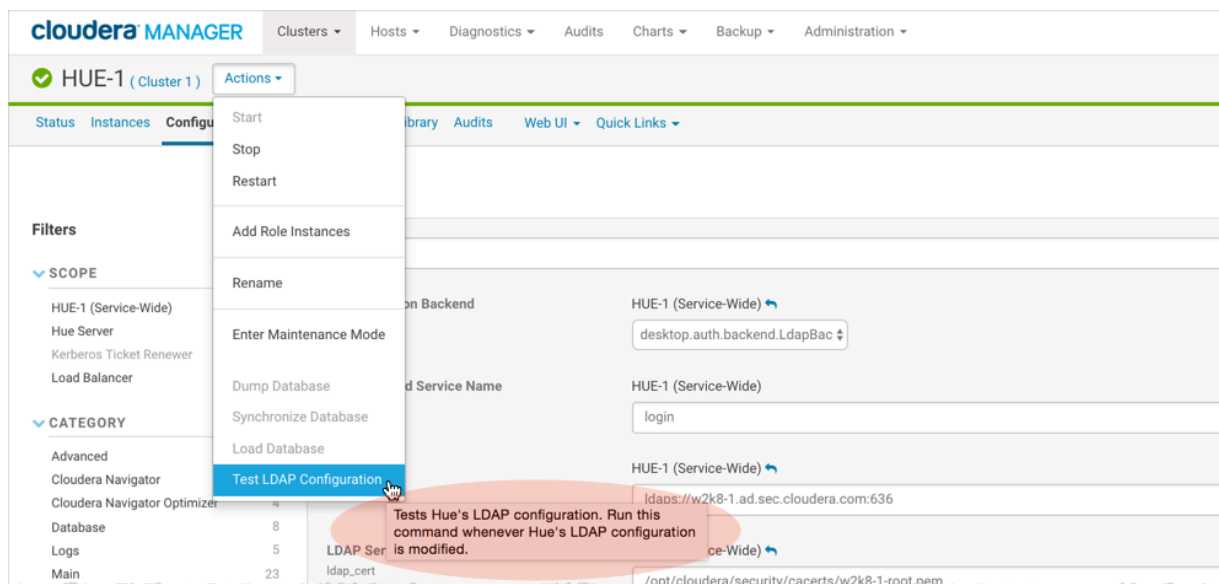 cloudera MANAGER Clusters Hosts Diagnostics Audits Charts Backup Administration
HUE-1 ( Cluster 1 ) Actions
Status Instances Configu ibrary Audits Web UI Quick Links
Start
Stop
Restart
Add Role Instances
Rename
Enter Maintenance Mode
Dump Database
Synchronize Database
Load Database
Test LDAP Configuration
Tests Hue's LDAP configuration. Run this
command whenever Hue's LDAP configuration
is modified.
Filters
SCOPE
HUE-1 (Service-Wide)
Hue Server
Kerberos Ticket Renewer
Load Balancer
CATEGORY
Advanced
Cloudera Navigator
Cloudera Navigator Optimizer 4
Database 8
Logs 5
Main 23
on Backend HUE-1 (Service-Wide)
desktop.auth.backend.LdapBac
d Service Name HUE-1 (Service-Wide)
login
HUE-1 (Service-Wide)
ldaps://w2k8-1.ad.sec.cloudera.com:636
LDAP Ser ce-Wide)
ldap_cert
/opt/cloudera/security/cacerts/w2k8-1-root.pem